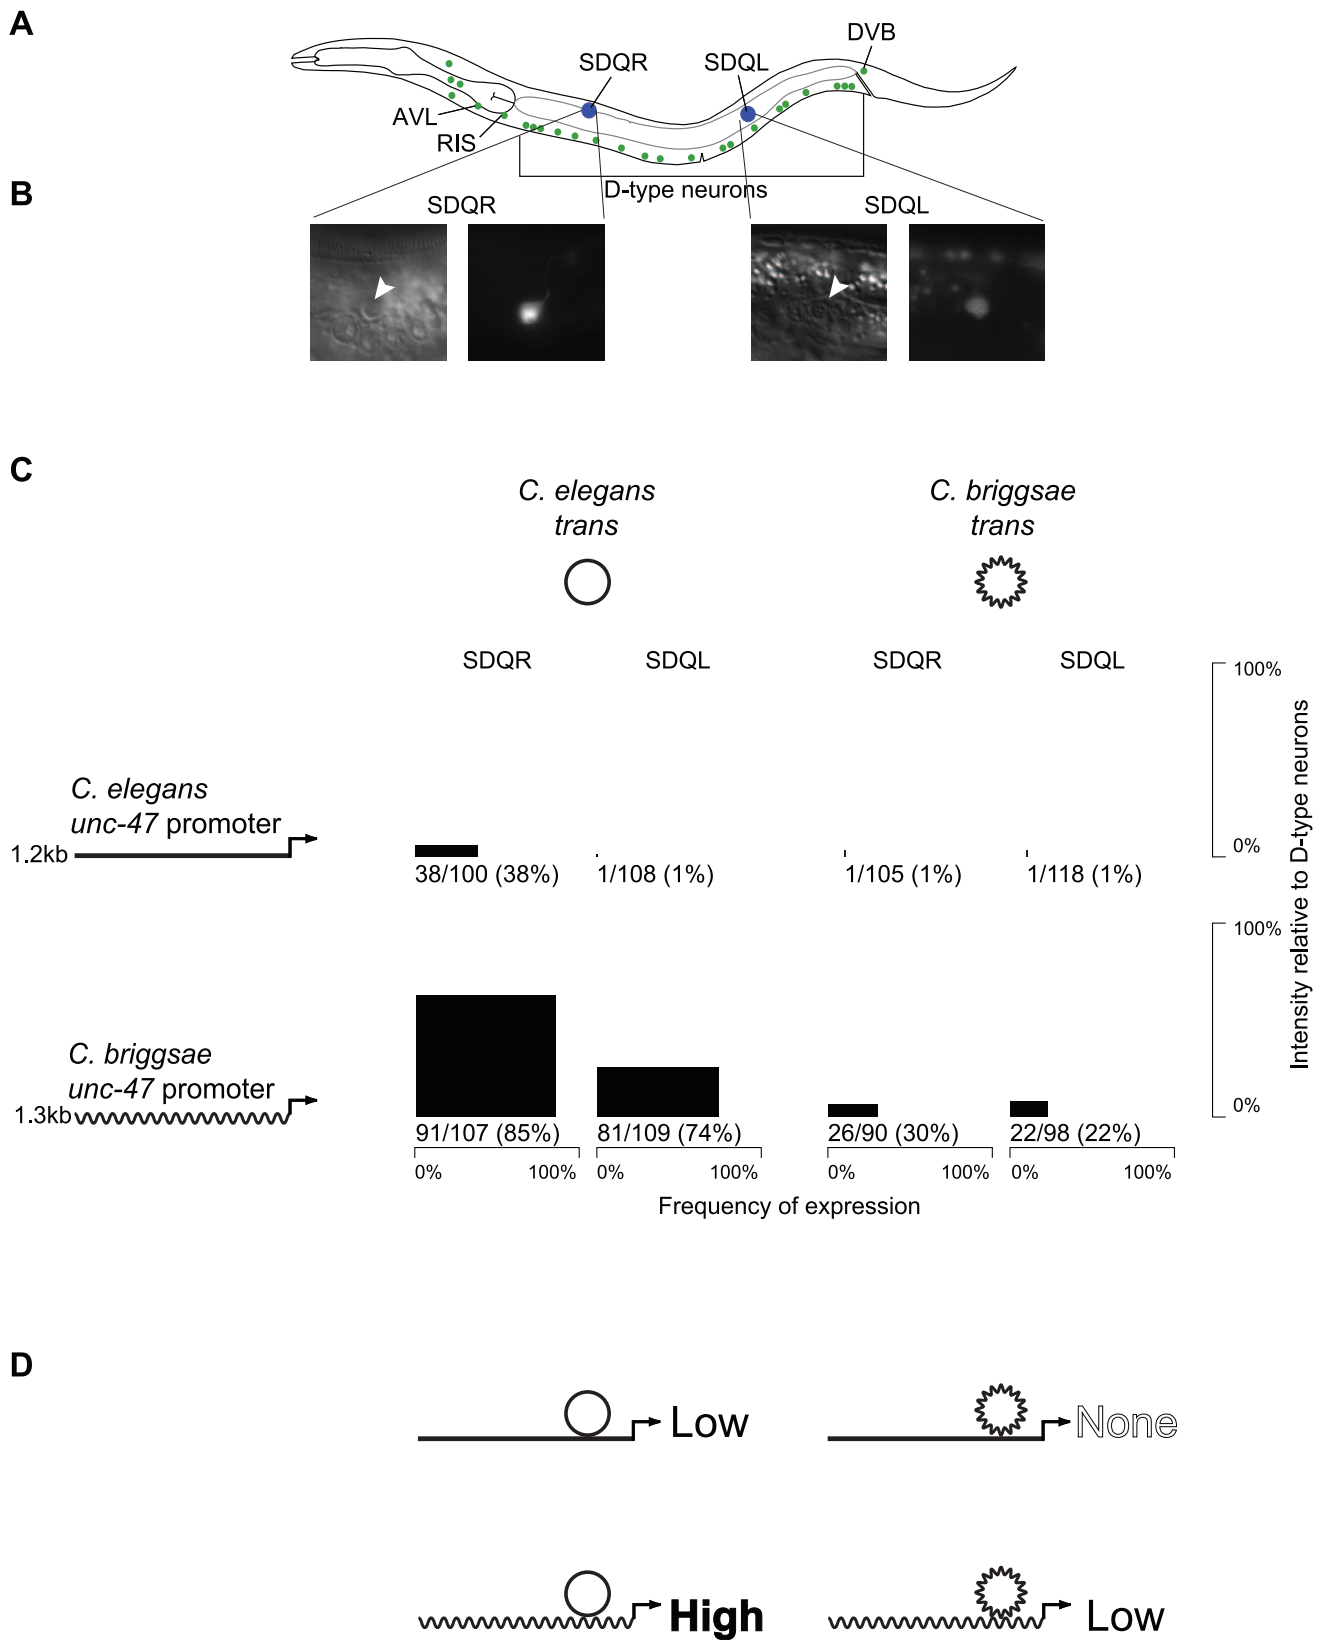 A
DVB
SDQR
SDQL
AVL
RIS
D-type neurons
B
SDQR
SDQL
C
C. elegans
trans
C. briggsae
trans
SDQR
SDQL
SDQR
SDQL
100%
0%
C. elegans
unc-47 promoter
1.2kb
38/100 (38%)
1/108 (1%)
1/105 (1%)
1/118 (1%)
Intensity relative to D-type neurons
100%
0%
C. briggsae
unc-47 promoter
1.3kb
91/107 (85%)
81/109 (74%)
26/90 (30%)
22/98 (22%)
0% 100%
0% 100%
0% 100%
0% 100%
Frequency of expression
D
Low
None
High
Low